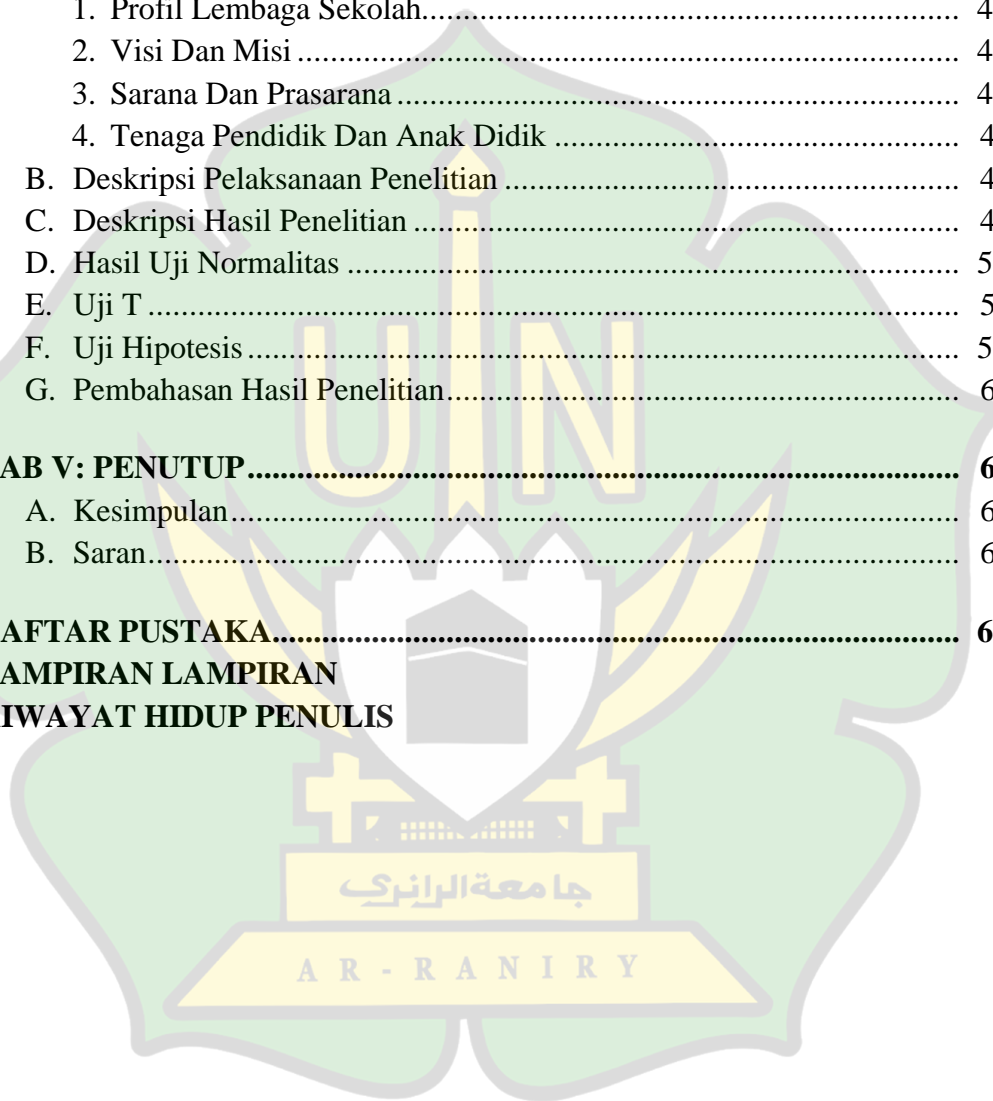 1. Profil Lembaga Sekolah.......... 4
2. Visi Dan Misi .......... 4
3. Sarana Dan Prasarana .......... 4
4. Tenaga Pendidik Dan Anak Didik .......... 4
B. Deskripsi Pelaksanaan Penelitian .......... 4
C. Deskripsi Hasil Penelitian .......... 4
D. Hasil Uji Normalitas .......... 5
E. Uji T .......... 5
F. Uji Hipotesis .......... 5
G. Pembahasan Hasil Penelitian.......... 6
AB V: PENUTUP.......... 6
A. Kesimpulan.......... 6
B. Saran.......... 6
AFTAR PUSTAKA.......... 6
AMPIRAN LAMPIRAN
IWAYAT HIDUP PENULIS
UIN
جامعة الرانري
AR-RANIRY